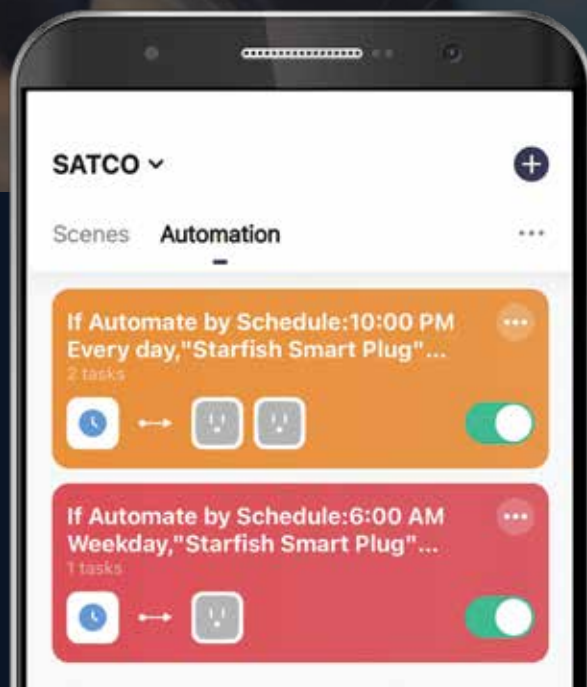 SATCO
Scenes Automation
If Automate by Schedule:10:00 PM
Every day,"Starfish Smart Plug"...
2 tasks
If Automate by Schedule:6:00 AM
Weekday,"Starfish Smart Plug"...
1 tasks